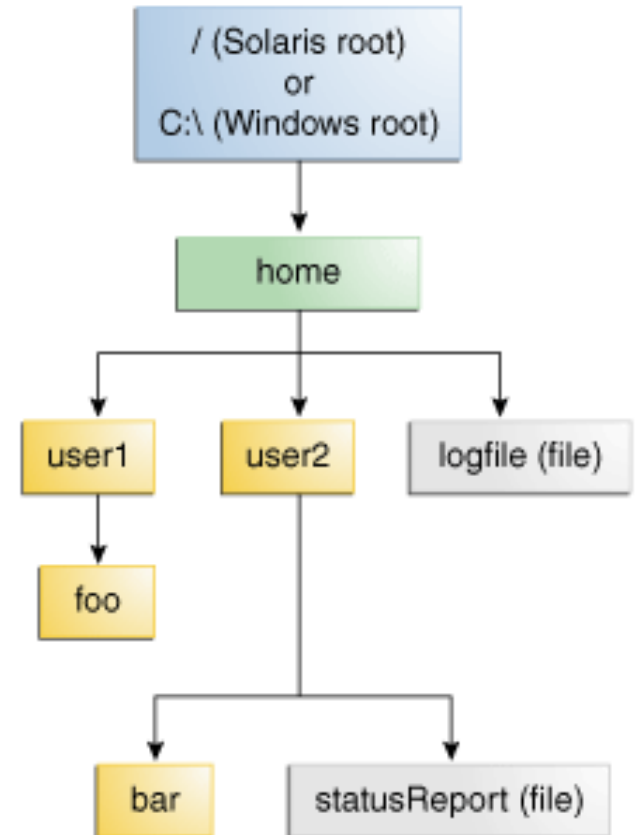 / (Solaris root)
or
C:\ (Windows root)
home
user1
user2
logfile (file)
foo
bar
statusReport (file)